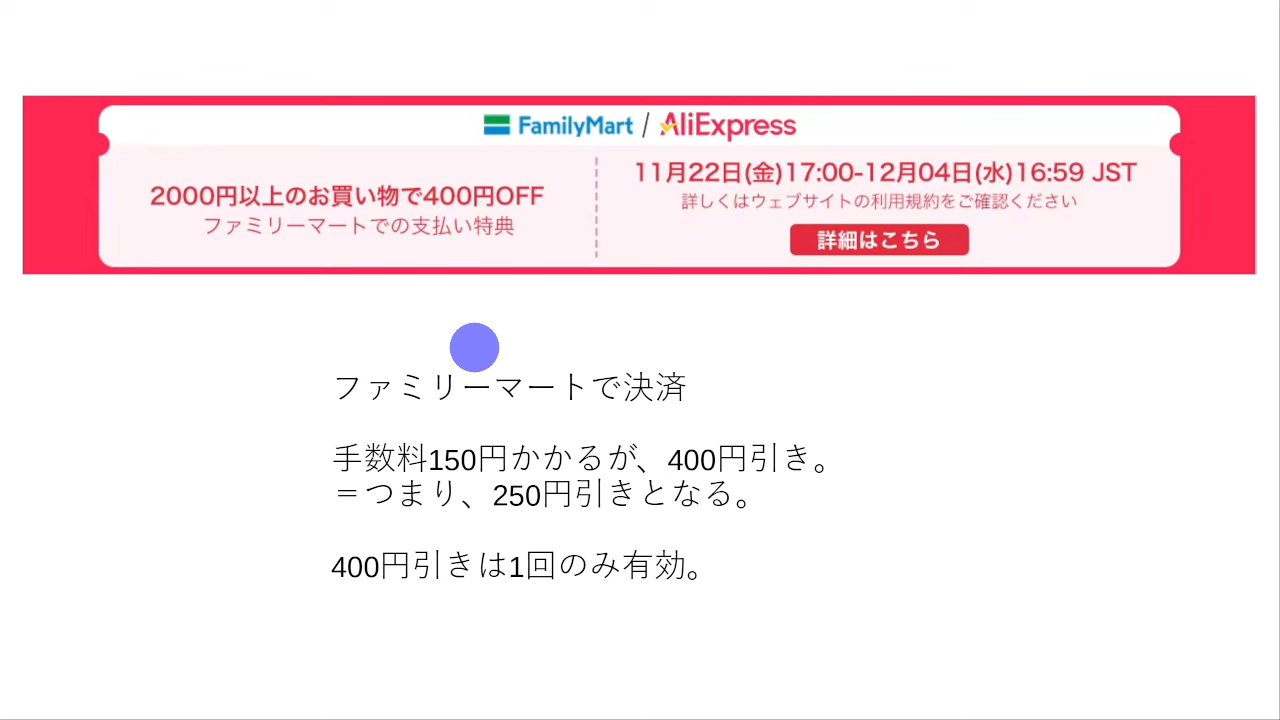 FamilyMart / AliExpress
2000円以上のお買い物で400円OFF
ファミリーマートでの支払い特典
11月22日(金)17:00-12月04日(水)16:59 JST
詳しくはウェブサイトの利用規約をご確認ください
詳細はこちら
ファミリーマートで決済
手数料150円かかるが、400円引き。
＝つまり、250円引きとなる。
400円引きは1回のみ有効。